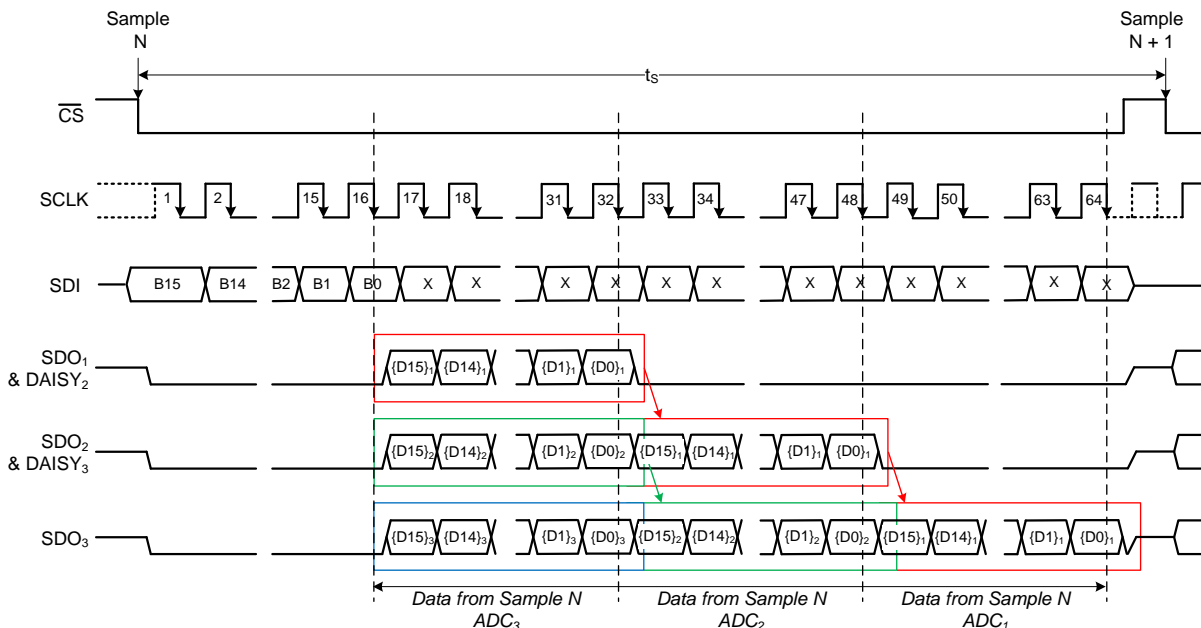 Sample
N
Sample
N + 1
tS
CS
SCLK
1 2 15 16 17 18 31 32 33 34 47 48 49 50 63 64
SDI
B15 B14 B2 B1 B0 X X X X X X X X X X X X
SDO1
& DAISY2
{D15}1 {D14}1 {D1}1 {D0}1
SDO2
& DAISY3
{D15}2 {D14}2 {D1}2 {D0}2 {D15}1 {D14}1 {D1}1 {D0}1
SDO3
{D15}3 {D14}3 {D1}3 {D0}3 {D15}2 {D14}2 {D1}2 {D0}2 {D15}1 {D14}1 {D1}1 {D0}1
Data from Sample N
ADC3
Data from Sample N
ADC2
Data from Sample N
ADC1